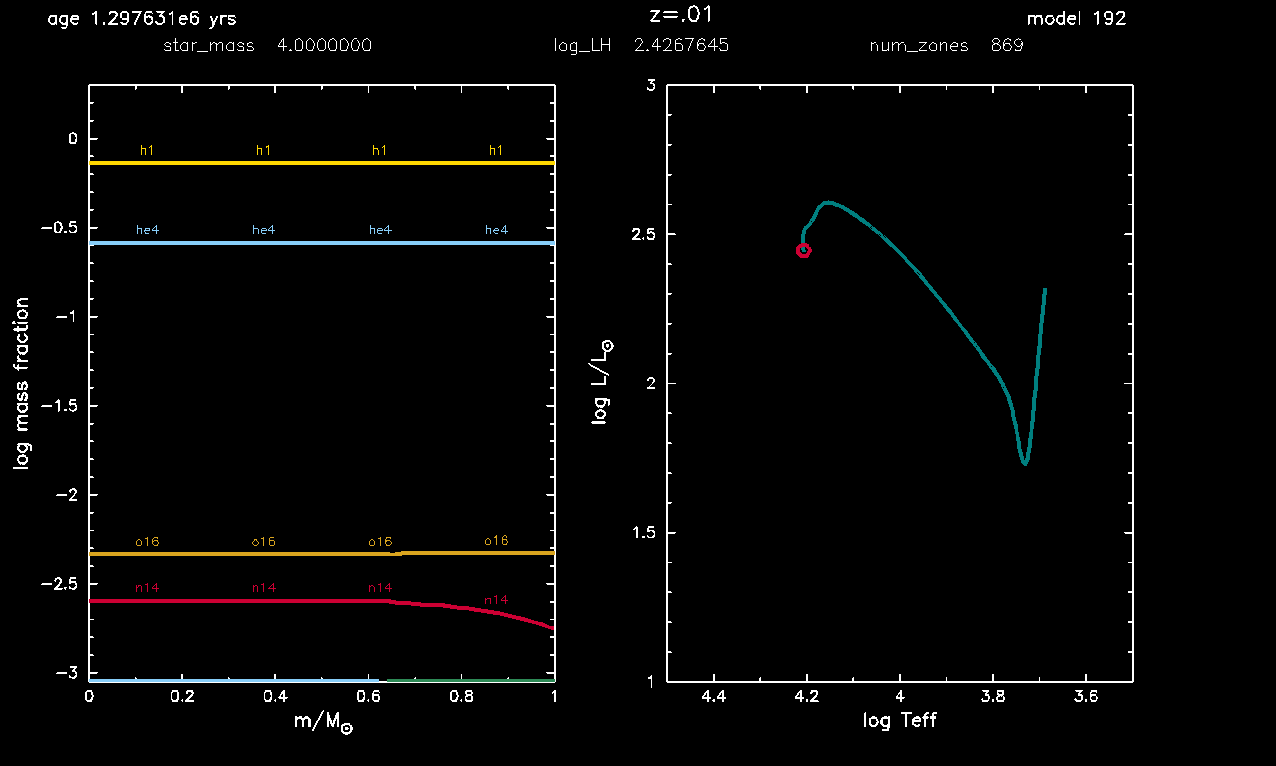 age 1.297631e6 yrs
z=.01
model 192
star_mass 4.0000000
log_LH 2.4267645
num_zones 869
log mass fraction
0
−0.5
−1
−1.5
−2
−2.5
−3
h1 h1 h1 h1
he4 he4 he4 he4
o16 o16 o16 o16
n14 n14 n14 n14
0 0.2 0.4 0.6 0.8 1
m/M⊙
log L/L⊙
3
2.5
2
1.5
1
4.4 4.2 4 3.8 3.6
log Teff